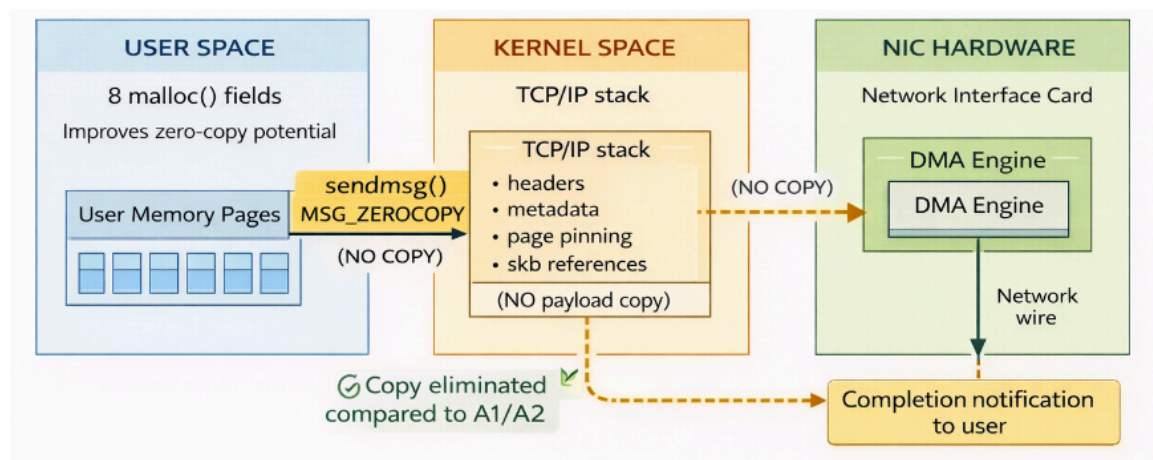 USER SPACE
8 malloc() fields
Improves zero-copy potential
User Memory Pages
sendmsg()
MSG_ZEROCOPY
(NO COPY)
KERNEL SPACE
TCP/IP stack
TCP/IP stack
• headers
• metadata
• page pinning
• skb references
(NO payload copy)
(NO COPY)
NIC HARDWARE
Network Interface Card
DMA Engine
DMA Engine
Network
wire
Copy eliminated
compared to A1/A2
Completion notification
to user